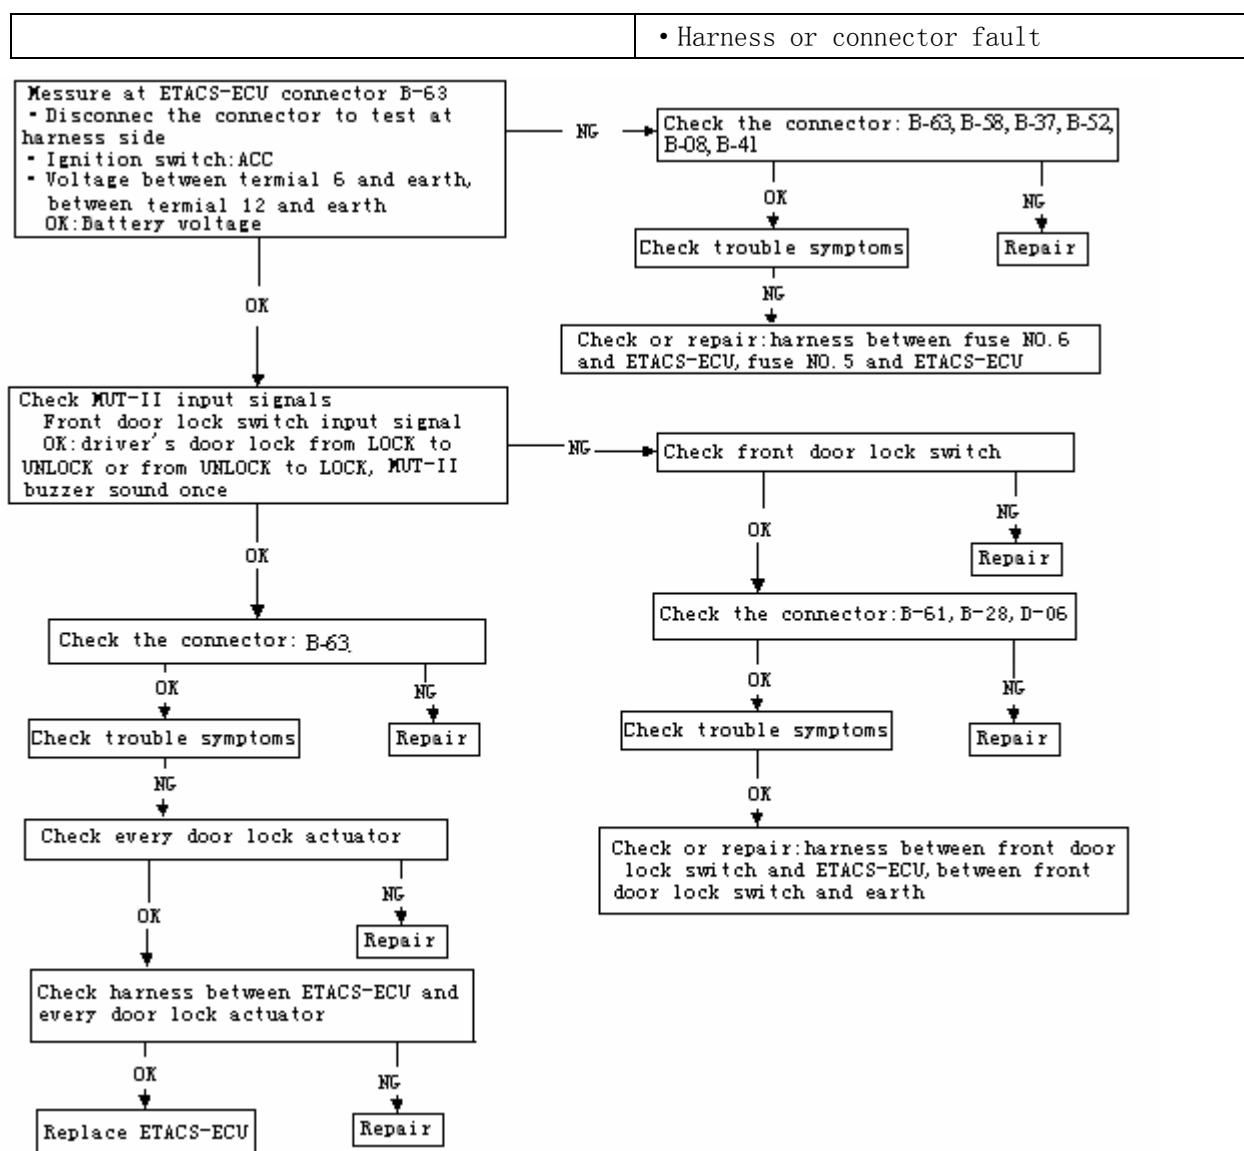 • Harness or connector fault
Messure at ETACS-ECU connector B-63
- Disconnec the connector to test at
harness side
- Ignition switch:ACC
- Voltage between termial 6 and earth,
between termial 12 and earth
OK:Battery voltage
NG
Check the connector: B-63, B-58, B-37, B-52,
B-08, B-41
OK
NG
Check trouble symptoms
Repair
NG
Check or repair:harness between fuse NO.6
and ETACS-ECU, fuse NO.5 and ETACS-ECU
OK
Check MUT-II input signals
Front door lock switch input signal
OK:driver's door lock from LOCK to
UNLOCK or from UNLOCK to LOCK, MUT-II
buzzer sound once
NG
Check front door lock switch
OK
NG
Repair
Check the connector:B-61, B-28, D-06
OK
NG
Check trouble symptoms
Repair
OK
Check or repair:harness between front door
lock switch and ETACS-ECU, between front
door lock switch and earth
OK
Check the connector: B-63.
OK
NG
Check trouble symptoms
Repair
NG
Check every door lock actuator
OK
NG
Repair
Check harness between ETACS-ECU and
every door lock actuator
OK
NG
Replace ETACS-ECU
Repair